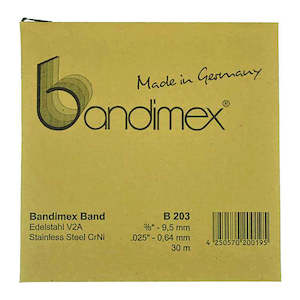 Made in Germany
bandimex®
Bandimex Band B 203
Edelstahl V2A ⅜" - 9,5 mm
Stainless Steel CrNi .025" - 0,64 mm
30 m
4 250570 200195